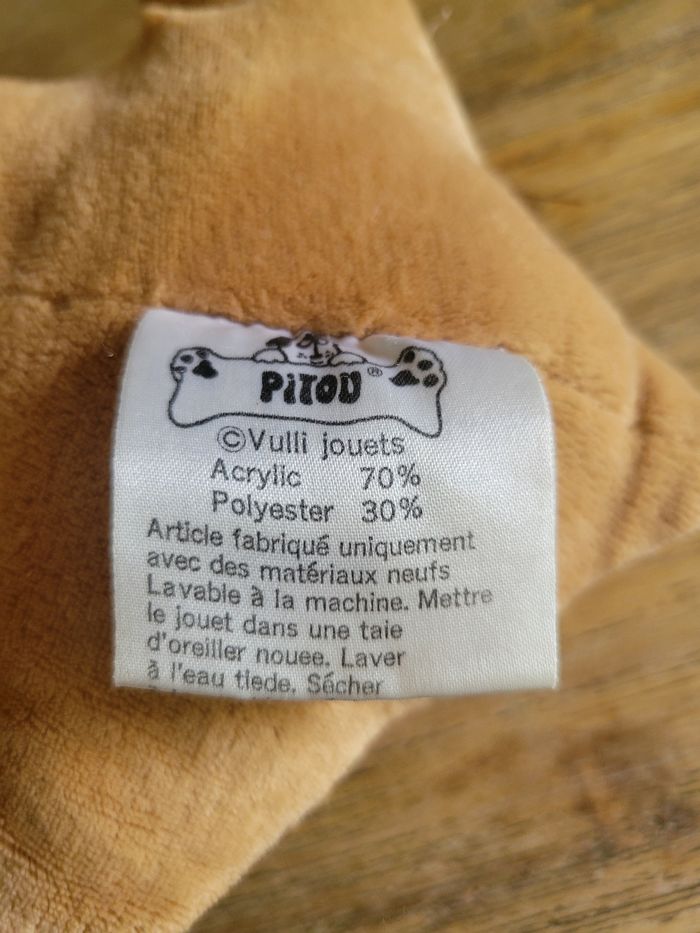 PiTOU®
©Vulli jouets
Acrylic 70%
Polyester 30%
Article fabriqué uniquement
avec des matériaux neufs
Lavable à la machine. Mettre
le jouet dans une taie
d'oreiller nouee. Laver
à l'eau tiede. Sécher